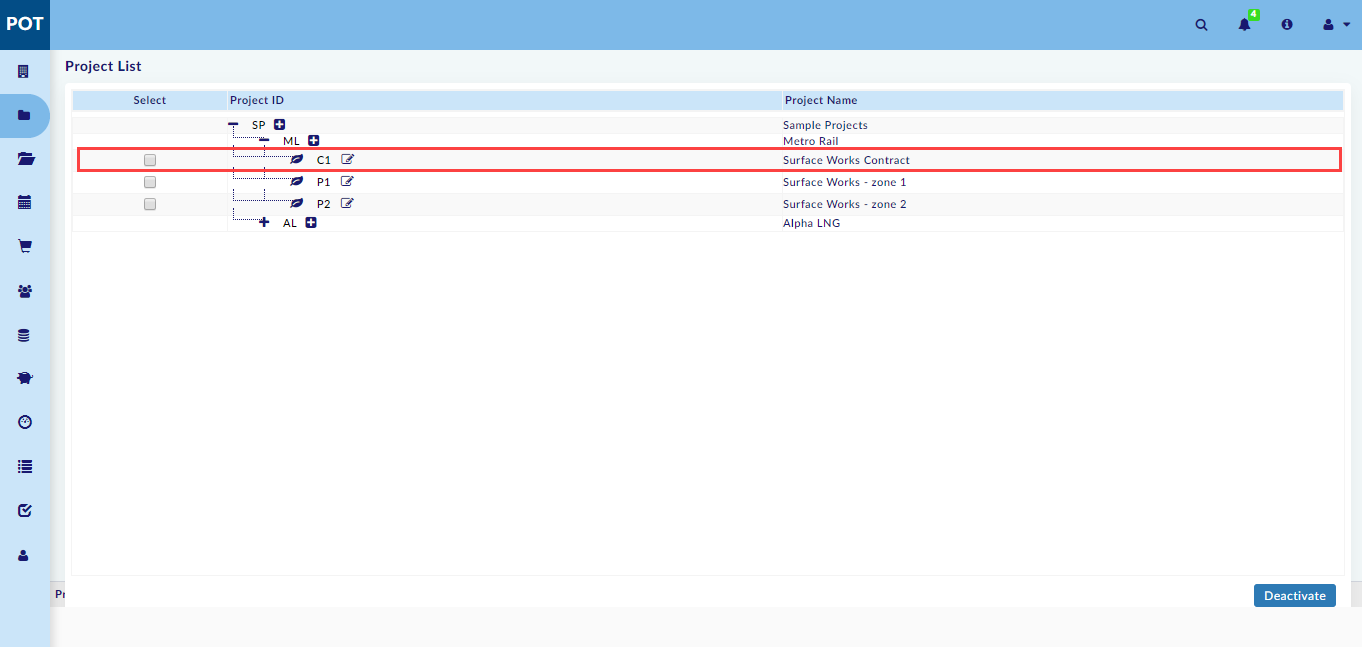 POT
4
Project List
Select Project ID Project Name
SP Sample Projects
ML Metro Rail
C1 Surface Works Contract
P1 Surface Works - zone 1
P2 Surface Works - zone 2
AL Alpha LNG
Deactivate